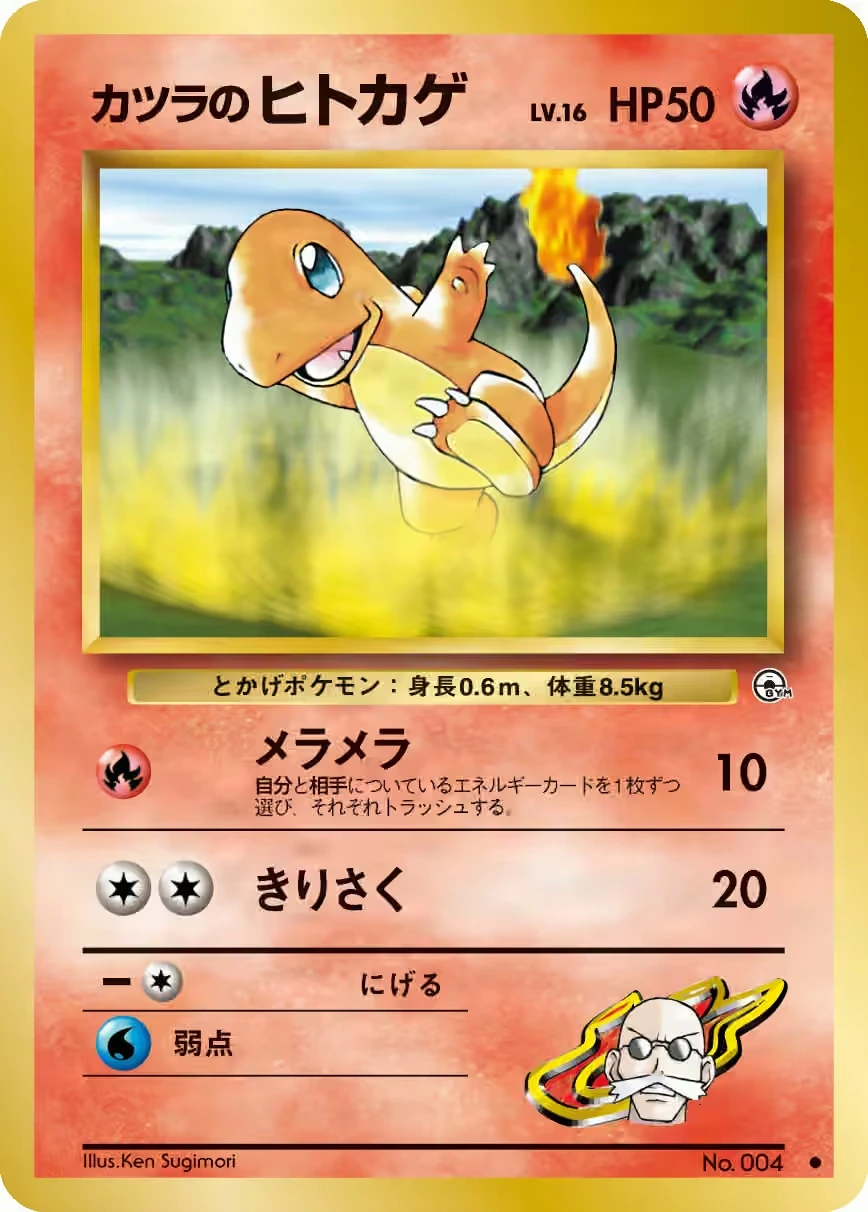 カツラのヒトカゲ LV.16 HP50
とかげポケモン：身長0.6m、体重8.5kg
GYM
メラメラ 10
自分と相手についているエネルギーカードを1枚ずつ
選び、それぞれトラッシュする。
きりさく 20
ー にげる
弱点
Illus.Ken Sugimori No. 004 ●